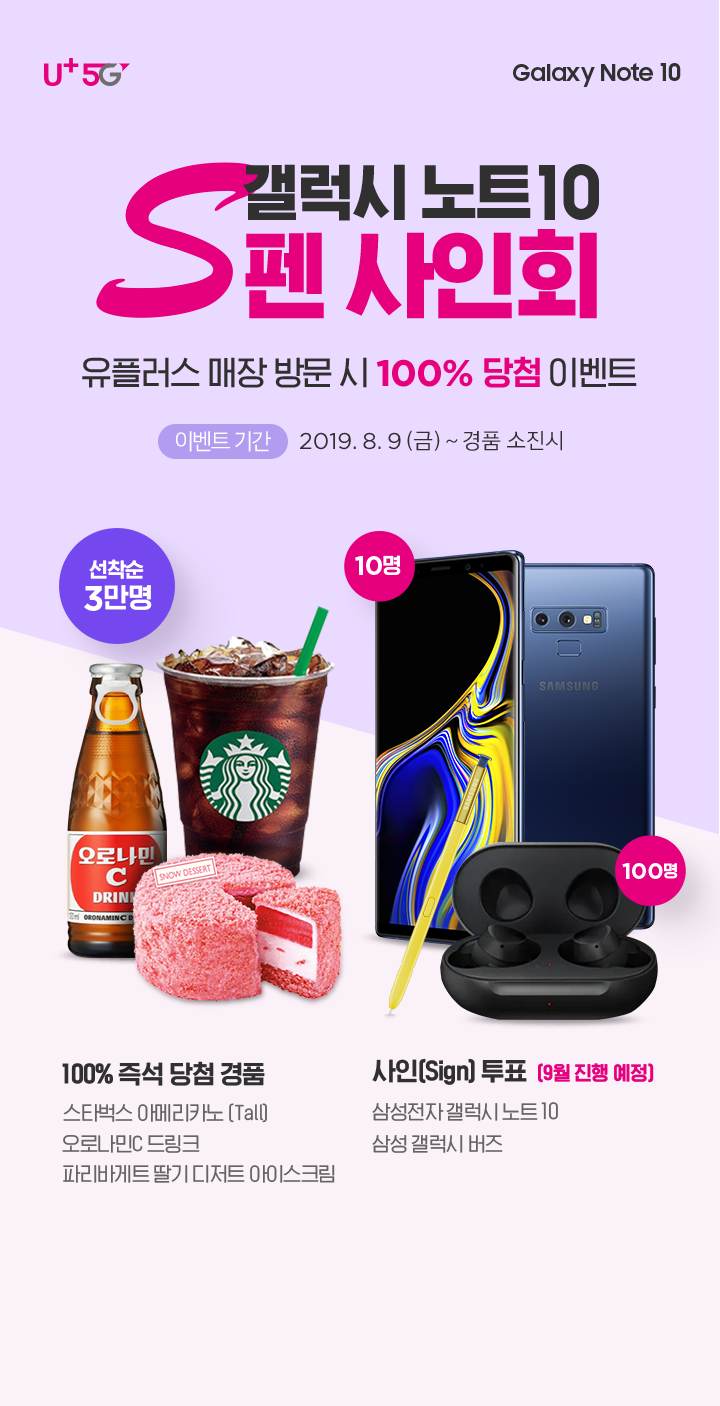 U+ 5G
Galaxy Note 10
갤럭시 노트10
S펜 사인회
유플러스 매장 방문 시 100% 당첨 이벤트
이벤트 기간 2019. 8. 9 (금) ~ 경품 소진시
선착순
3만명
10명
SAMSUNG
오로나민
C
DRIN
ORONAMIN C D
SNOW DESSERT
100명
100% 즉석 당첨 경품
스타벅스 아메리카노 (Tall)
오로나민C 드링크
파리바게트 딸기 디저트 아이스크림
사인(Sign) 투표 (9월 진행 예정)
삼성전자 갤럭시 노트 10
삼성 갤럭시 버즈